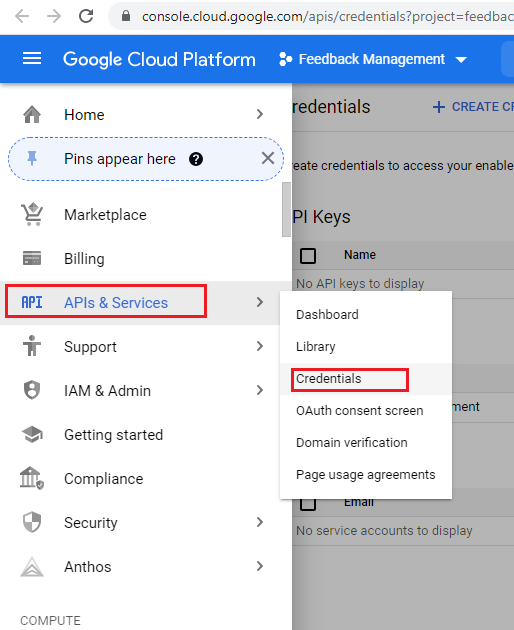 console.cloud.google.com/apis/credentials?project=feedbac
Google Cloud Platform
Feedback Management
Home
Pins appear here
Marketplace
Billing
API APIs & Services
Support
IAM & Admin
Getting started
Compliance
Security
Anthos
COMPUTE
Dashboard
Library
Credentials
OAuth consent screen
Domain verification
Page usage agreements
redentials
+ CREATE CR
reate credentials to access your enable
PI Keys
Name
No API keys to display
ment
Email
No service accounts to display